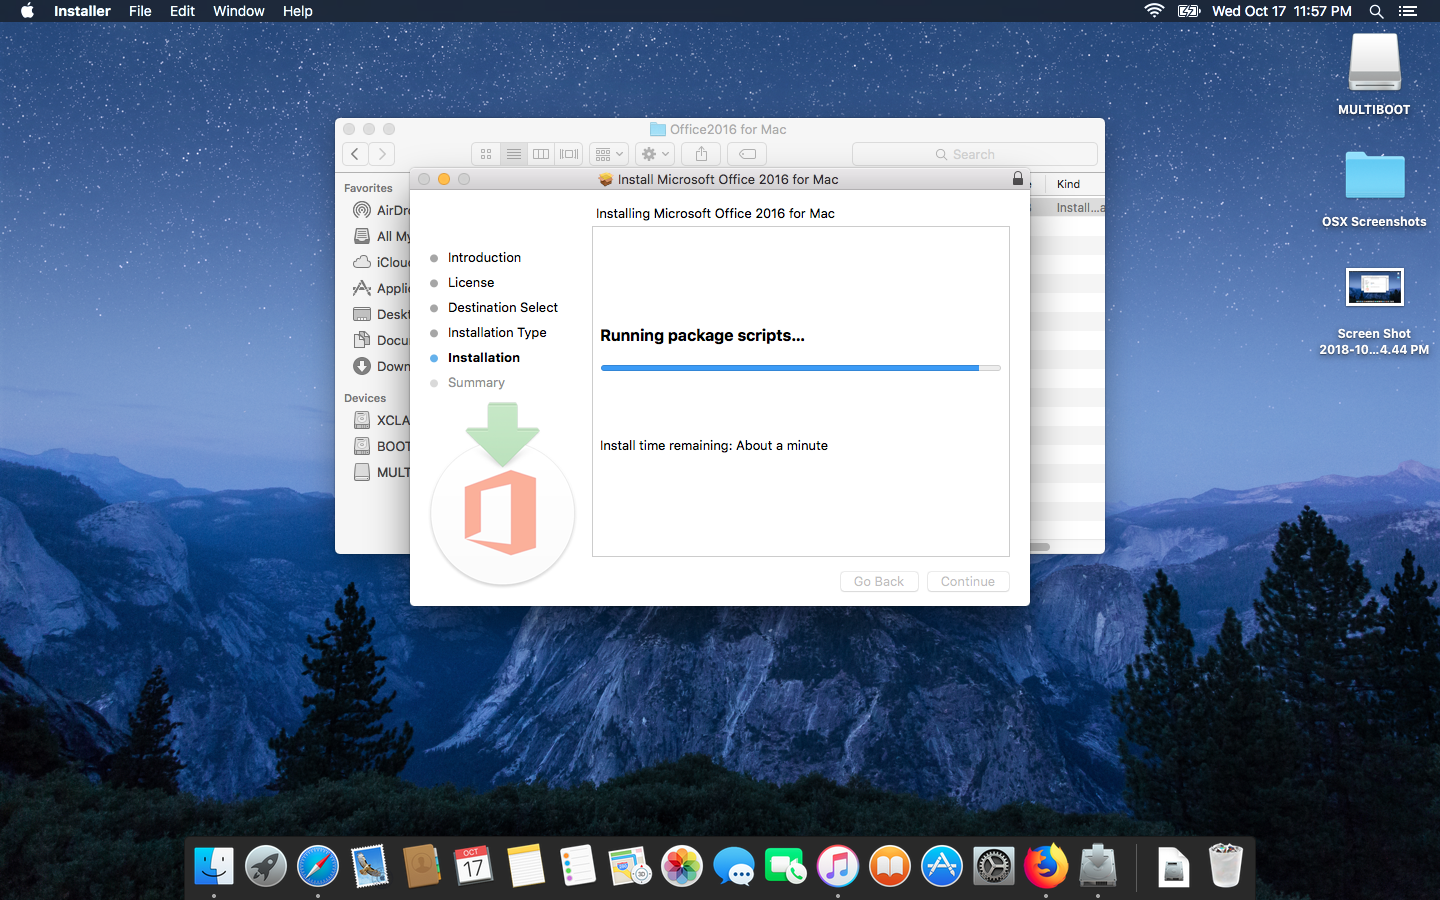 Installer File Edit Window Help
Wed Oct 17 11:57 PM
MULTIBOOT
OSX Screenshots
Screen Shot
2018-10...4.44 PM
Office2016 for Mac
Search
Favorites
AirDr
All My
iClou
Applic
Deskt
Docu
Down
Devices
XCLA
BOOT
MULT
Kind
Install...a
Install Microsoft Office 2016 for Mac
Installing Microsoft Office 2016 for Mac
Introduction
License
Destination Select
Installation Type
Installation
Summary
Running package scripts...
Install time remaining: About a minute
Go Back
Continue
OCT
17